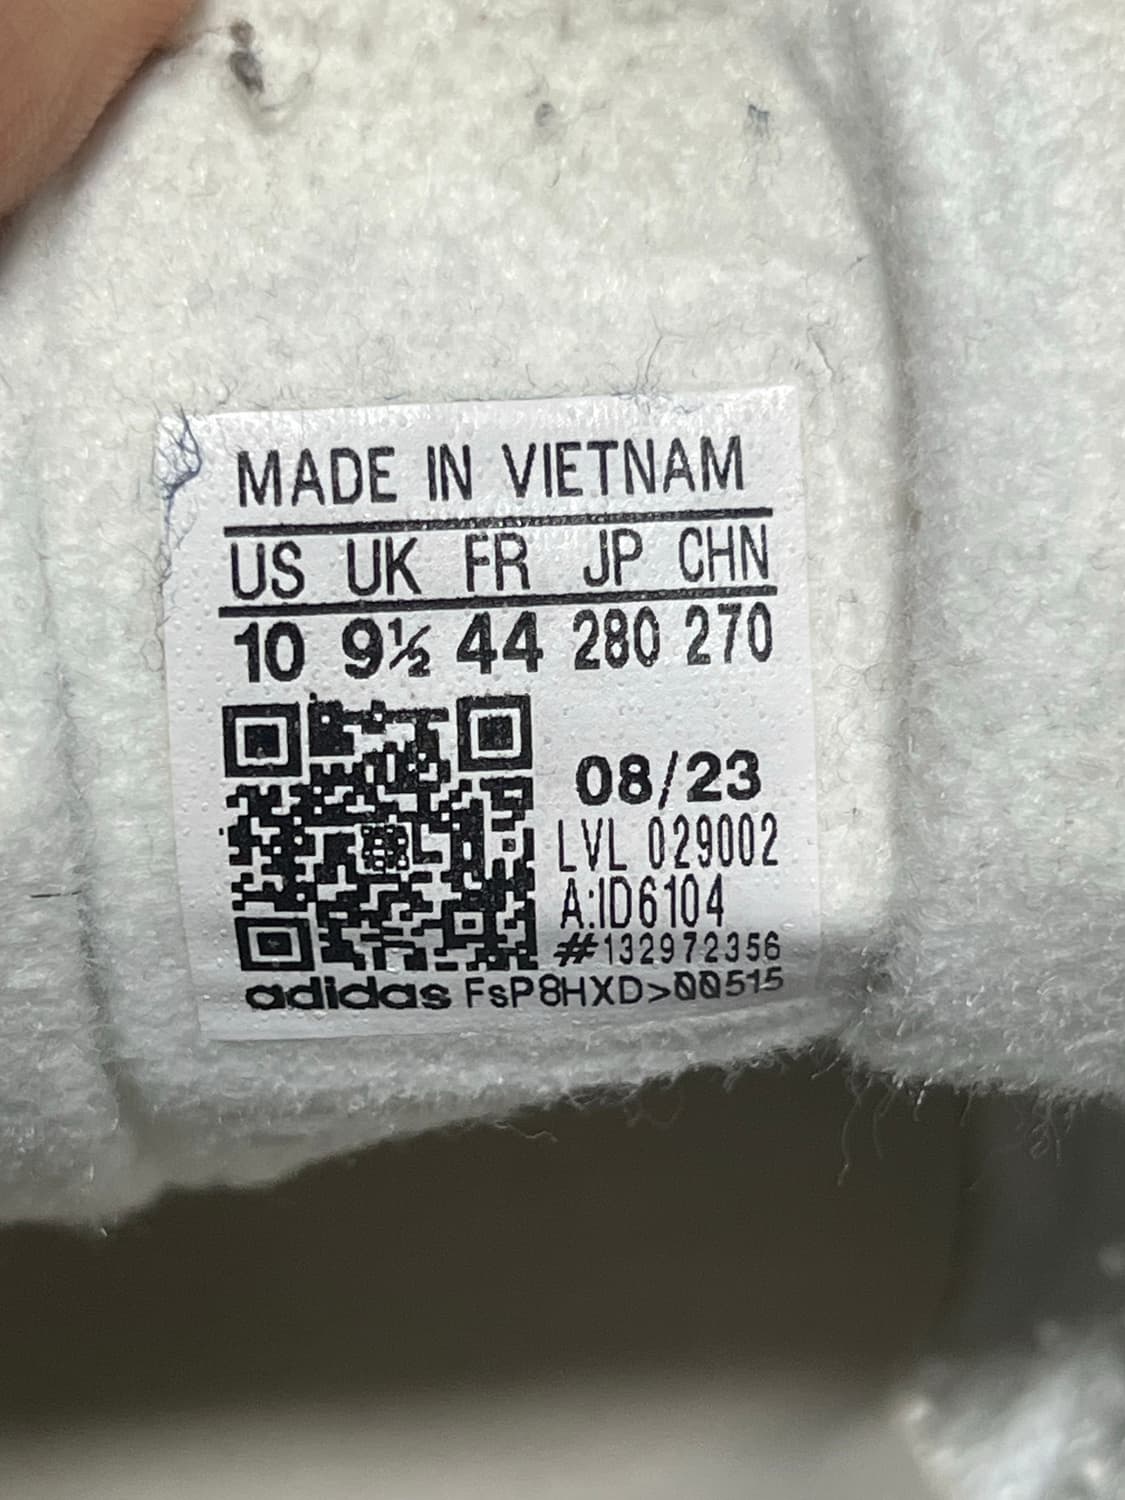 MADE IN VIETNAM
US UK FR JP CHN
10 9½ 44 280 270
08/23
LVL 029002
A:ID6104
#132972356
adidas FsP8HXD>00515